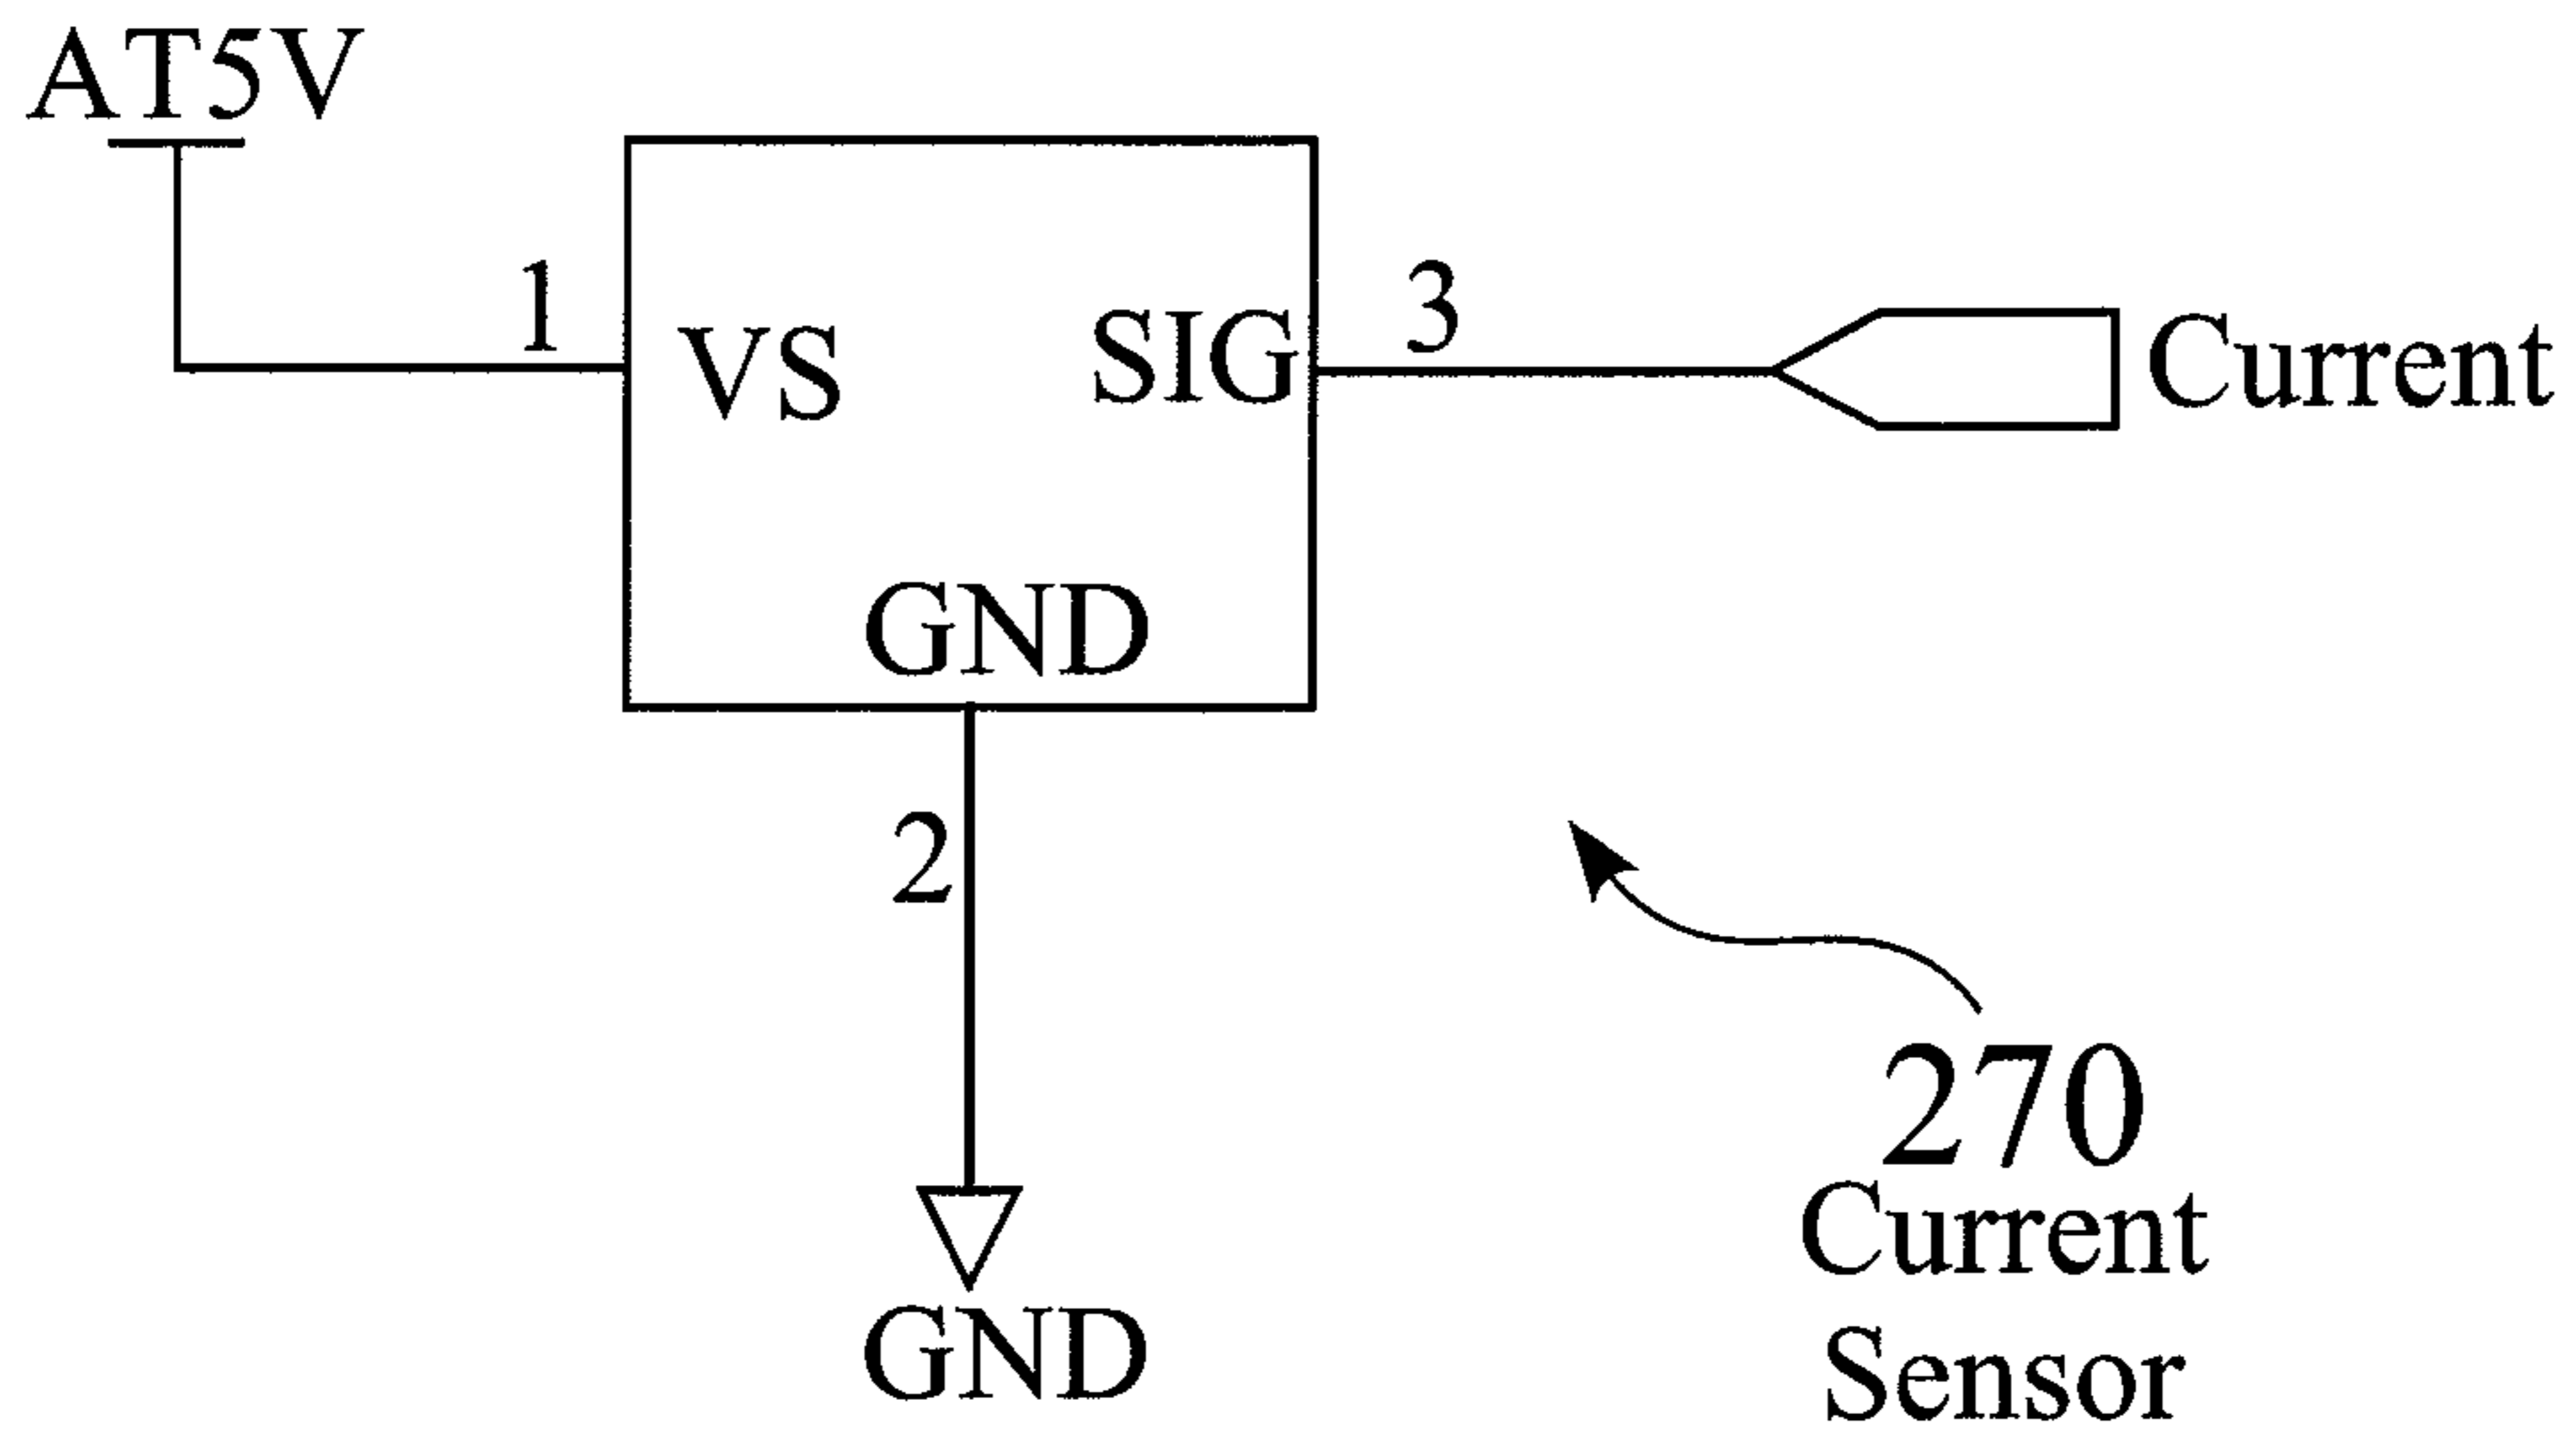 AT5V
1
VS
SIG
3
Current
GND
2
GND
270
Current
Sensor